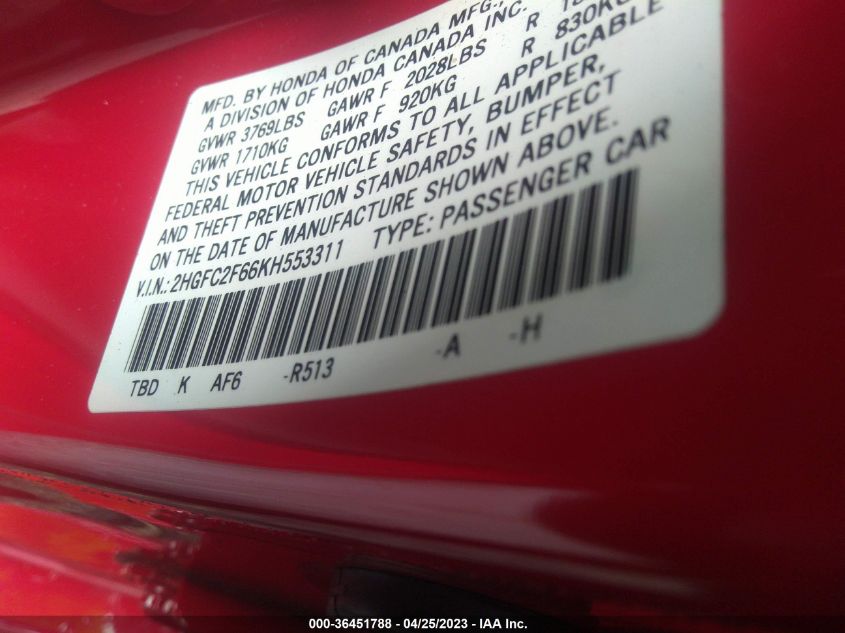 MFD. BY HONDA OF CANADA MFG.,
A DIVISION OF HONDA CANADA INC.
GVWR 3769LBS GAWR F 2028LBS R
GVWR 1710KG GAWR F 920KG R 830KG
THIS VEHICLE CONFORMS TO ALL APPLICABLE
FEDERAL MOTOR VEHICLE SAFETY, BUMPER,
AND THEFT PREVENTION STANDARDS IN EFFECT
ON THE DATE OF MANUFACTURE SHOWN ABOVE.
V.I.N.: 2HGFC2F66KH553311 TYPE: PASSENGER CAR
TBD K AF6 -R513 -A -H
000-36451788 - 04/25/2023 - IAA Inc.